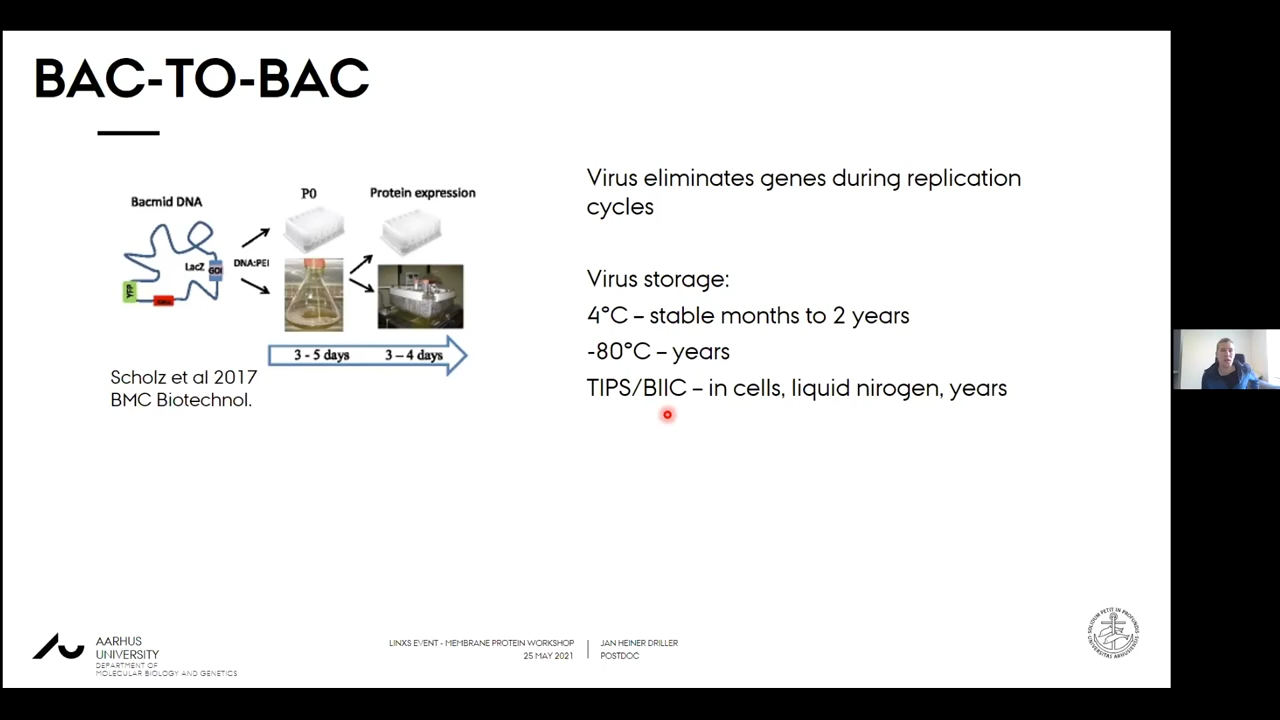 BAC-TO-BAC
Bacmid DNA
P0
Protein expression
LacZ
GOI
DNA:PEI
YFP
3 - 5 days
3 – 4 days
Scholz et al 2017
BMC Biotechnol.
Virus eliminates genes during replication
cycles
Virus storage:
4°C – stable months to 2 years
-80°C – years
TIPS/BIIC – in cells, liquid nirogen, years
AARHUS
UNIVERSITY
DEPARTMENT OF
MOLECULAR BIOLOGY AND GENETICS
LINXS EVENT - MEMBRANE PROTEIN WORKSHOP
25 MAY 2021
JAN HEINER DRILLER
POSTDOC